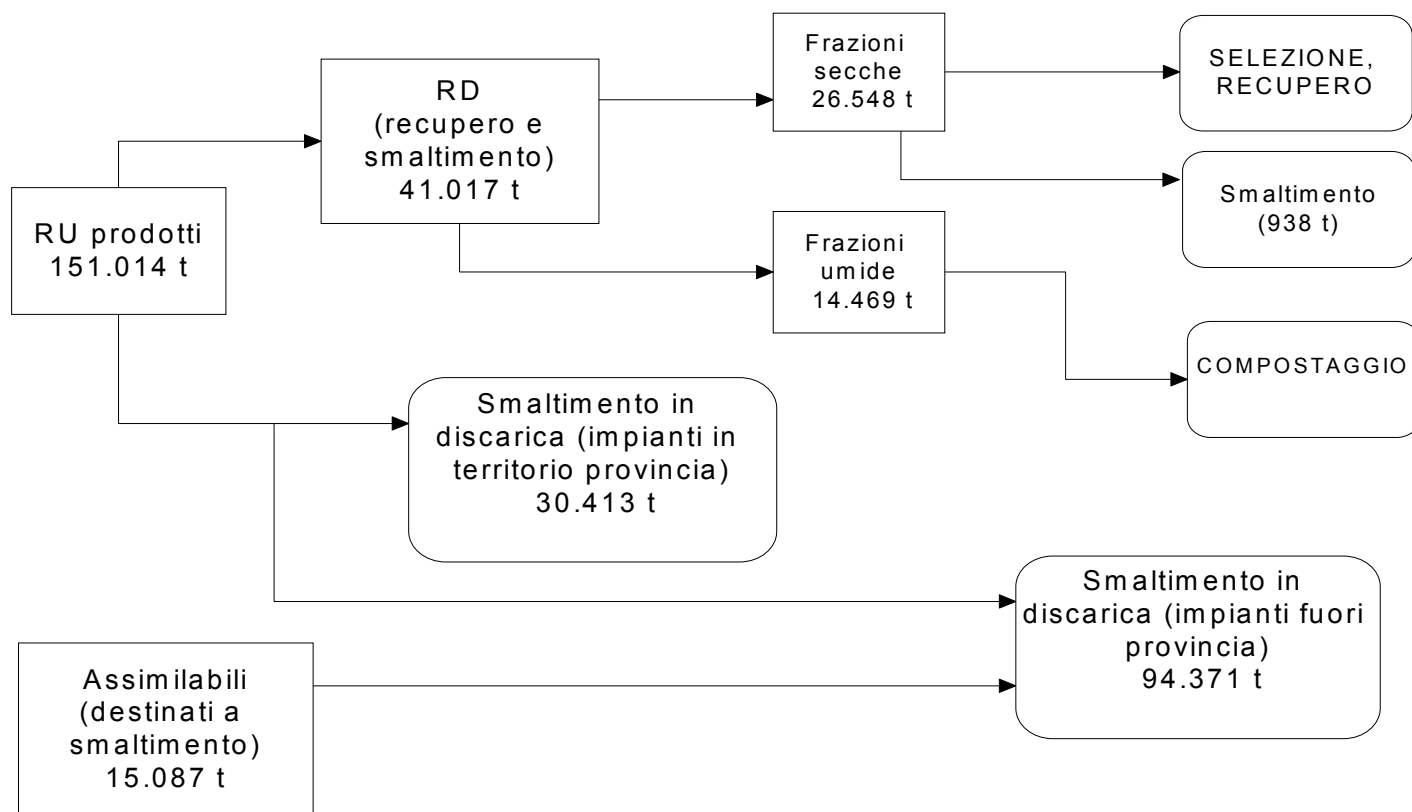 RU prodotti
151.014 t
RD
(recupero e
smaltimento)
41.017 t
Frazioni
secche
26.548 t
SELEZIONE,
RECUPERO
Smaltimento
(938 t)
Frazioni
umide
14.469 t
COMPOSTAGGIO
Smaltimento in
discarica (impianti in
territorio provincia)
30.413 t
Smaltimento in
discarica (impianti fuori
provincia)
94.371 t
Assimilabili
(destinati a
smaltimento)
15.087 t